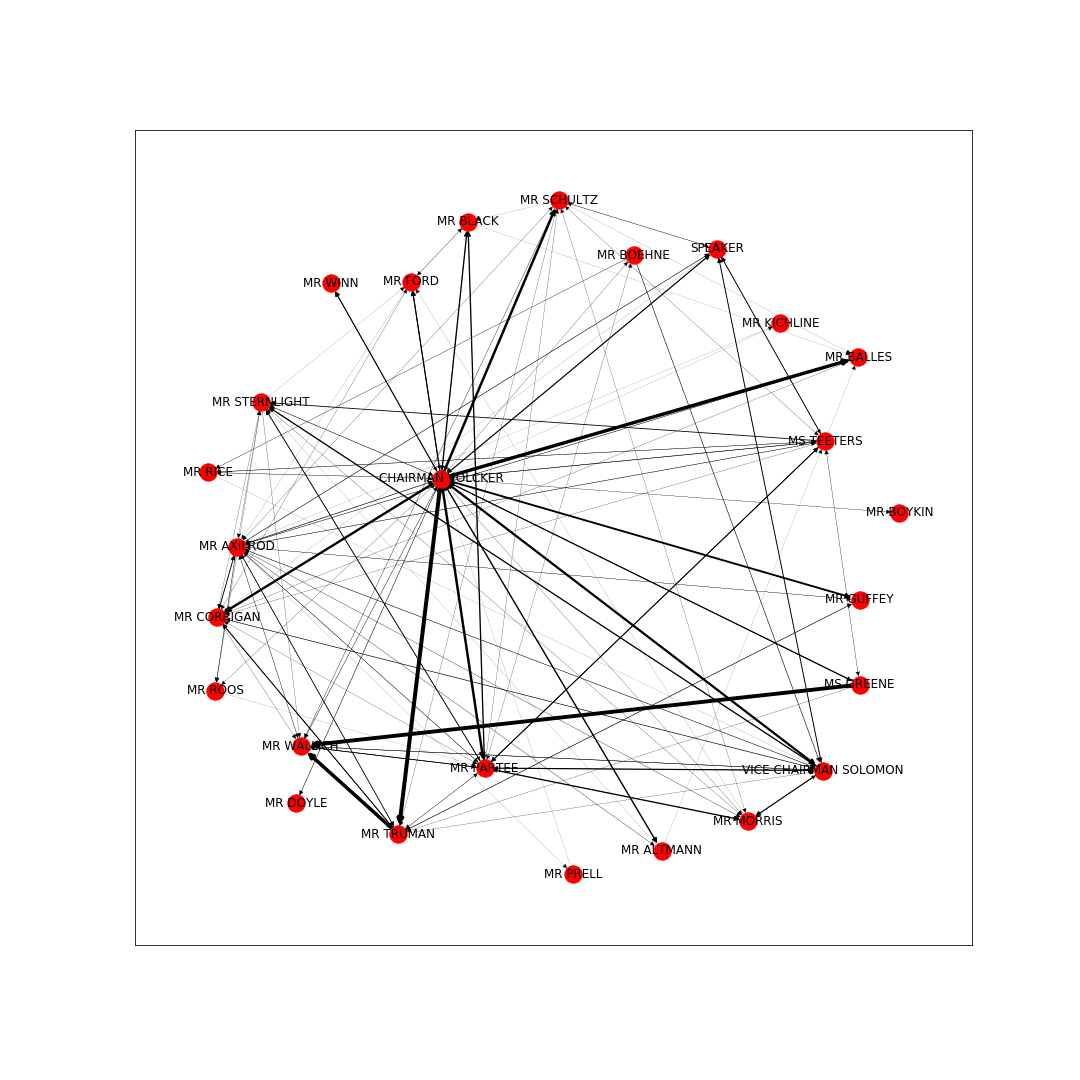 MR SCHULTZ
MR BLACK
SPEAKER
MR BOEHNE
MR FORD
MR WINN
MR KICHLINE
MR BALLES
MR STERNLIGHT
MS TEETERS
MR RICE
CHAIRMAN VOLCKER
MR BOYKIN
MR AXILROD
MR GUFFEY
MR CORRIGAN
MS GREENE
MR ROOS
MR WALLICH
MR PARTEE
VICE CHAIRMAN SOLOMON
MR DOYLE
MR MORRIS
MR TRUMAN
MR ALTMANN
MR PRELL